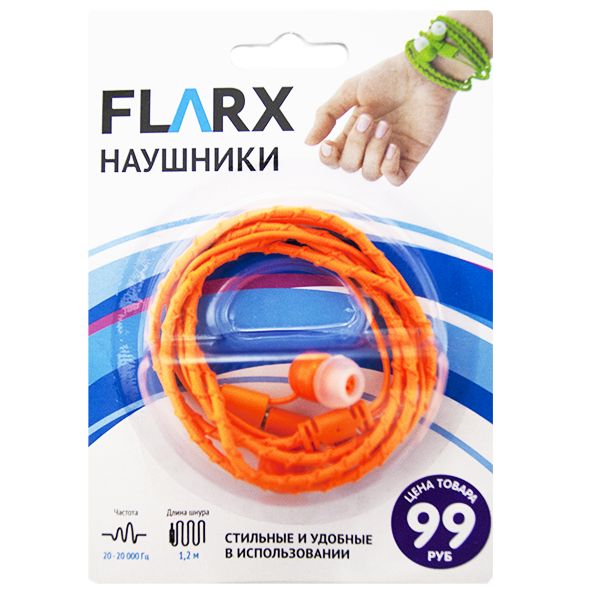 FLARX
НАУШНИКИ
Частота
20 - 20 000 Гц
Длина шнура
1,2 м
СТИЛЬНЫЕ И УДОБНЫЕ
В ИСПОЛЬЗОВАНИИ
ЦЕНА ТОВАРА
99
РУБ